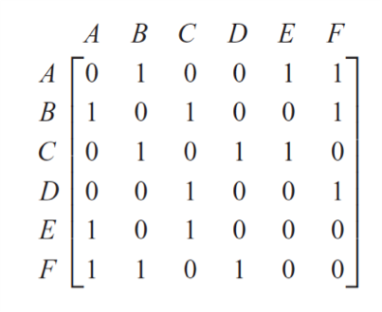 A B C D E F
A 0 1 0 0 1 1
B 1 0 1 0 0 1
C 0 1 0 1 1 0
D 0 0 1 0 0 1
E 1 0 1 0 0 0
F 1 1 0 1 0 0